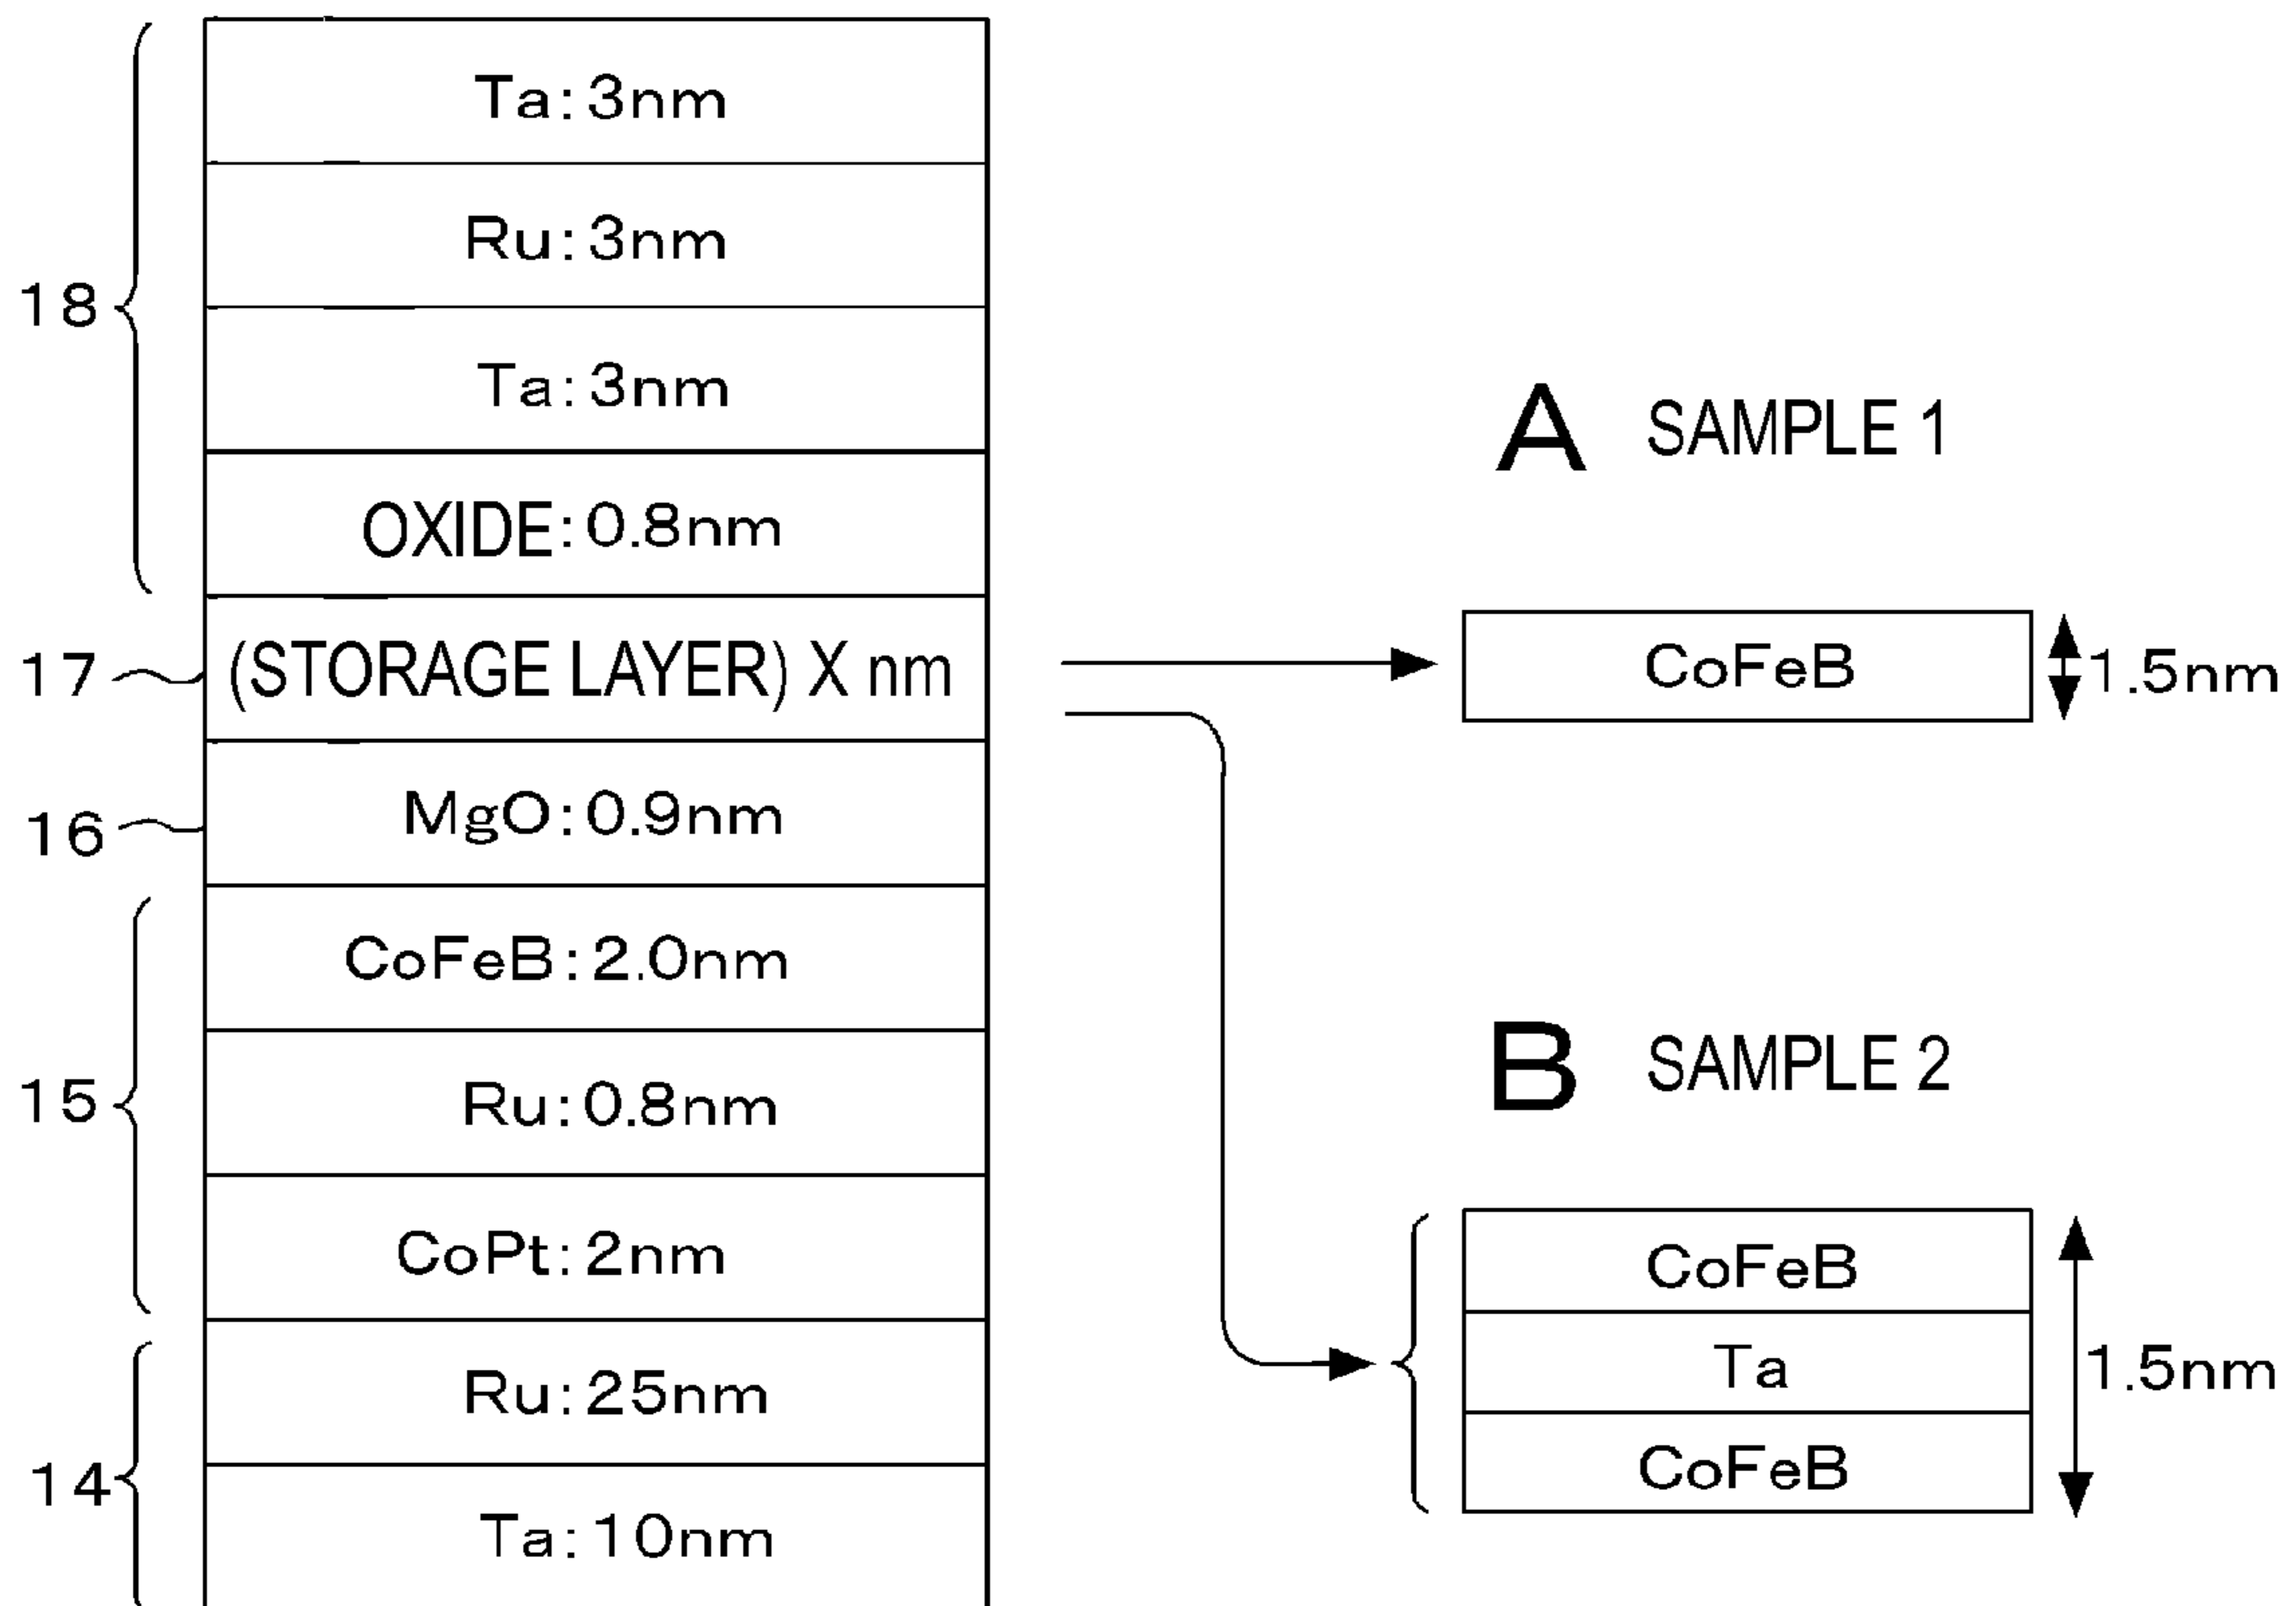 Ta: 3nm
Ru: 3nm
18
Ta: 3nm
OXIDE: 0.8nm
17
(STORAGE LAYER) X nm
16
MgO: 0.9nm
CoFeB: 2.0nm
15
Ru: 0.8nm
CoPt: 2nm
Ru: 25nm
14
Ta: 10nm
A SAMPLE 1
CoFeB
1.5nm
B SAMPLE 2
CoFeB
Ta
1.5nm
CoFeB